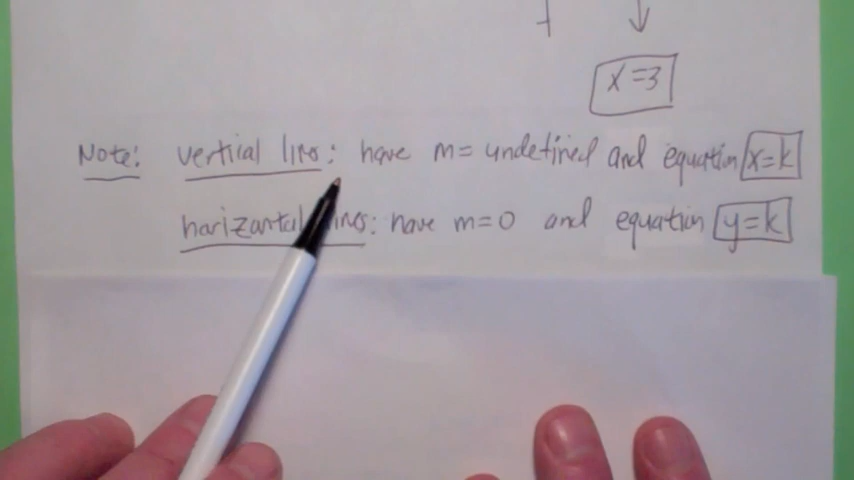 x=3
Note: vertical lines: have m= undefined and equation x=k
horizontal lines: have m=0 and equation y=k